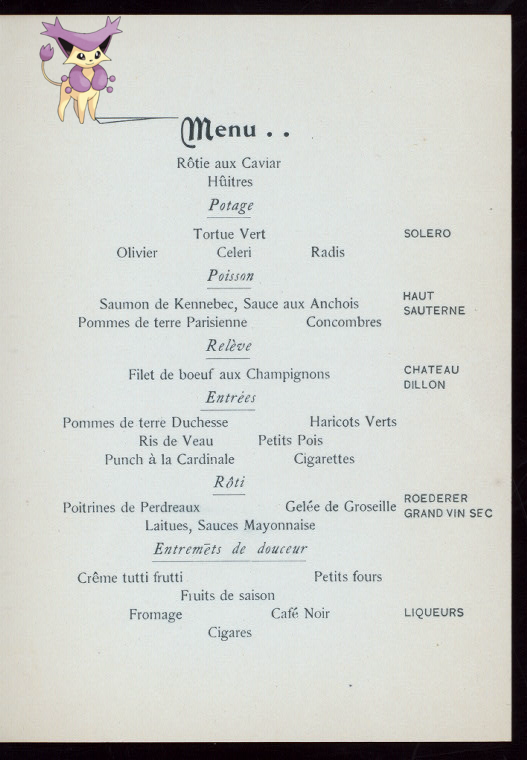 Menu . .
Rôtie aux Caviar
Hûitres
Potage
Tortue Vert SOLERO
Olivier Celeri Radis
Poisson
Saumon de Kennebec, Sauce aux Anchois HAUT SAUTERNE
Pommes de terre Parisienne Concombres
Relève
Filet de boeuf aux Champignons CHATEAU DILLON
Entrées
Pommes de terre Duchesse Haricots Verts
Ris de Veau Petits Pois
Punch à la Cardinale Cigarettes
Rôti
Poitrines de Perdreaux Gelée de Groseille ROEDERER GRAND VIN SEC
Laitues, Sauces Mayonnaise
Entremets de douceur
Crême tutti frutti Petits fours
Fruits de saison
Fromage Café Noir LIQUEURS
Cigares